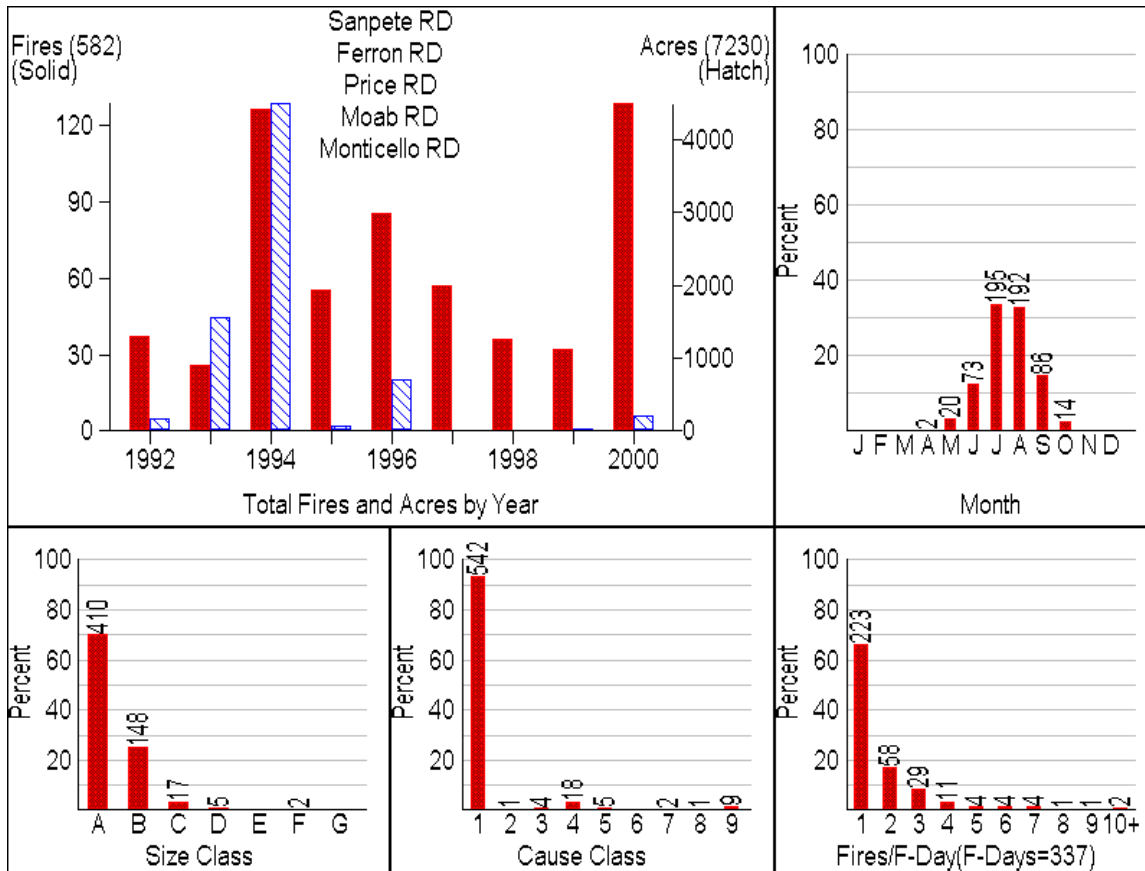 Sanpete RD
Ferron RD
Price RD
Moab RD
Monticello RD
Fires (582)
(Solid)
Acres (7230)
(Hatch)
120
90
60
30
0
4000
3000
2000
1000
0
1992 1994 1996 1998 2000
Total Fires and Acres by Year
100
80
60
40
20
Percent
2 20 73 195 192 86 14
J F M A M J J A S O N D
Month
100
80
60
40
20
Percent
410 148 17 5 2
A B C D E F G
Size Class
100
80
60
40
20
Percent
542 1 4 18 5 2 1 9
1 2 3 4 5 6 7 8 9
Cause Class
100
80
60
40
20
Percent
223 58 29 11 4 4 4 1 1 2
1 2 3 4 5 6 7 8 9 10+
Fires/F-Day(F-Days=337)